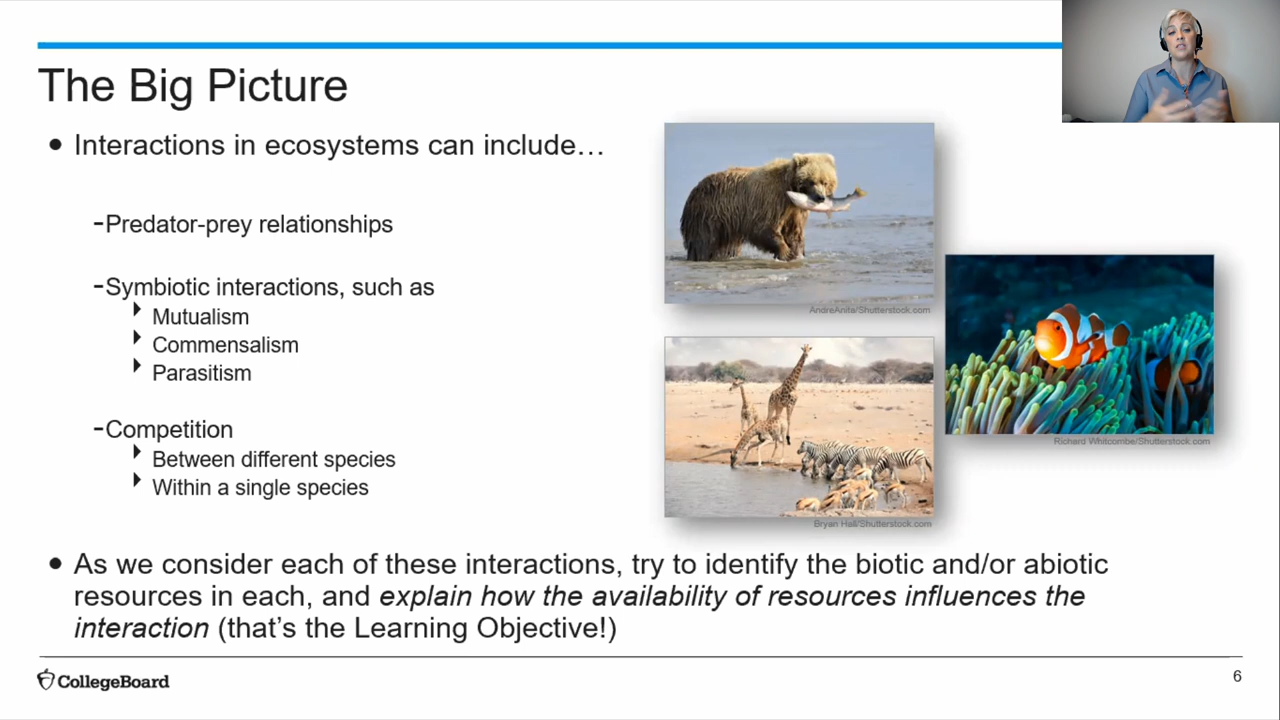 The Big Picture
• Interactions in ecosystems can include…
-Predator-prey relationships
-Symbiotic interactions, such as
Mutualism
Commensalism
Parasitism
-Competition
Between different species
Within a single species
AndreAnita/Shutterstock.com
Richard Whitcombe/Shutterstock.com
Bryan Hall/Shutterstock.com
• As we consider each of these interactions, try to identify the biotic and/or abiotic
resources in each, and explain how the availability of resources influences the
interaction (that’s the Learning Objective!)
CollegeBoard
6